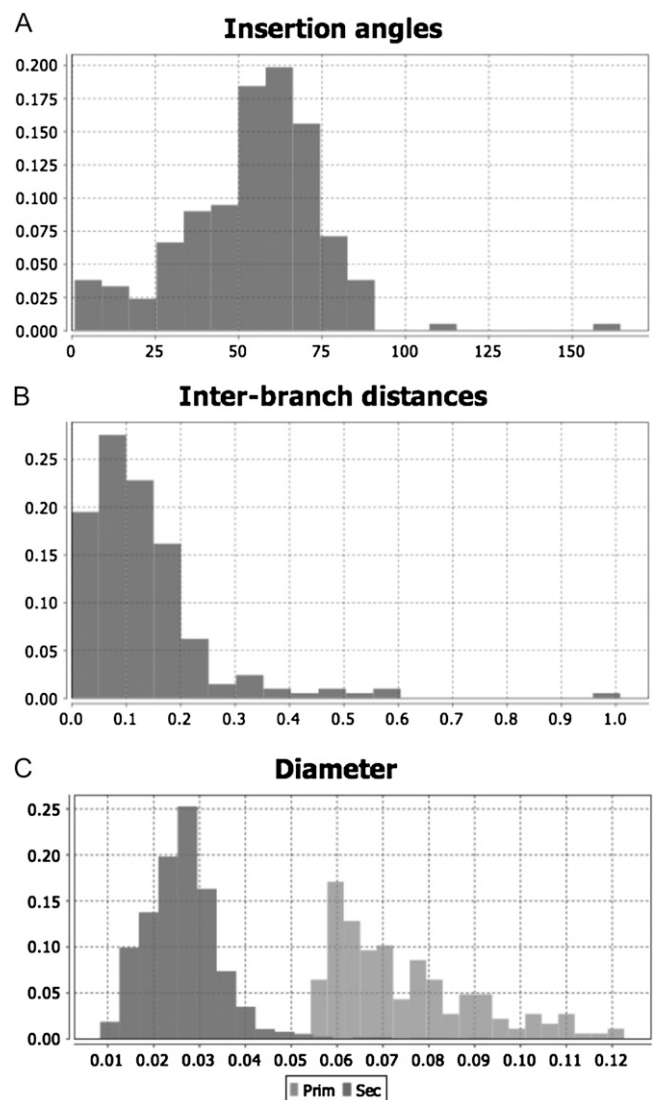 A
Insertion angles
0.200
0.175
0.150
0.125
0.100
0.075
0.050
0.025
0.000
0 25 50 75 100 125 150
B
Inter-branch distances
0.25
0.20
0.15
0.10
0.05
0.00
0.0 0.1 0.2 0.3 0.4 0.5 0.6 0.7 0.8 0.9 1.0
C
Diameter
0.25
0.20
0.15
0.10
0.05
0.00
0.01 0.02 0.03 0.04 0.05 0.06 0.07 0.08 0.09 0.10 0.11 0.12
Prim Sec